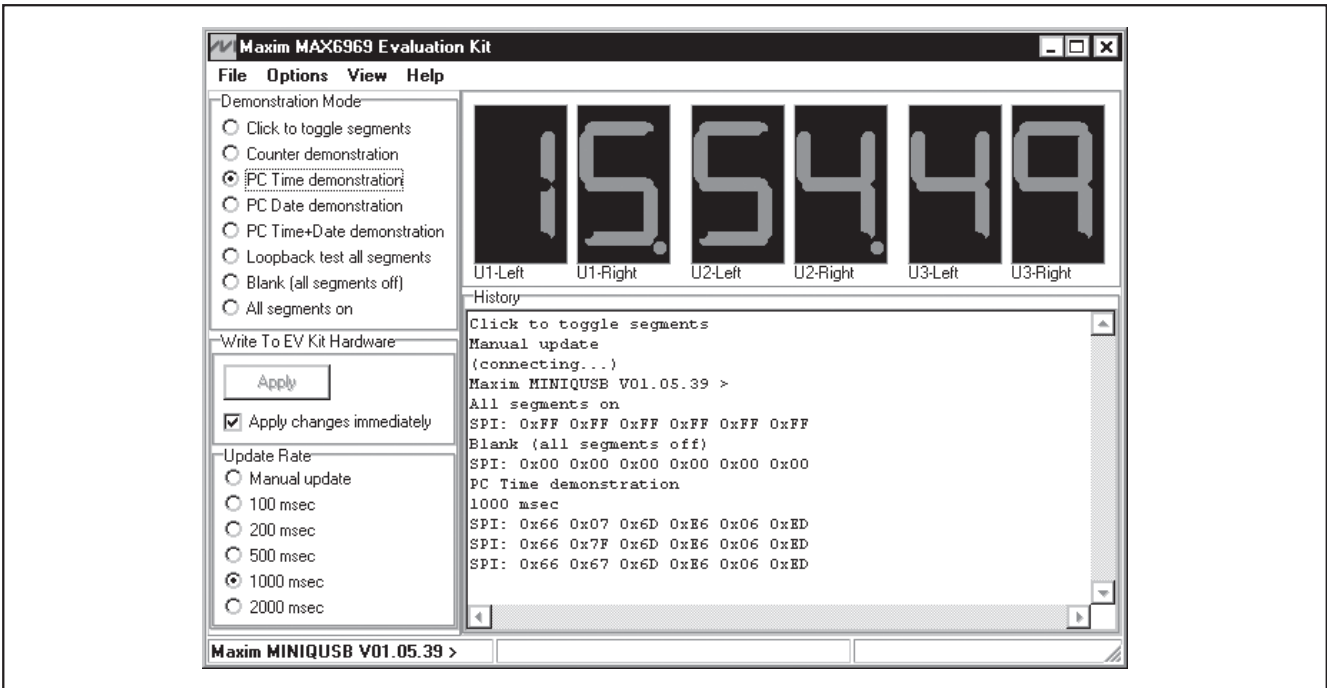 Maxim MAX6969 Evaluation Kit
File Options View Help
Demonstration Mode
Click to toggle segments
Counter demonstration
PC Time demonstration
PC Date demonstration
PC Time+Date demonstration
Loopback test all segments
Blank (all segments off)
All segments on
Write To EV Kit Hardware
Apply
Apply changes immediately
Update Rate
Manual update
100 msec
200 msec
500 msec
1000 msec
2000 msec
15.54.49
U1-Left U1-Right U2-Left U2-Right U3-Left U3-Right
History
Click to toggle segments
Manual update
(connecting...)
Maxim MINIQUSB V01.05.39 >
All segments on
SPI: 0xFF 0xFF 0xFF 0xFF 0xFF 0xFF
Blank (all segments off)
SPI: 0x00 0x00 0x00 0x00 0x00 0x00
PC Time demonstration
1000 msec
SPI: 0x66 0x07 0x6D 0xE6 0x06 0xED
SPI: 0x66 0x7F 0x6D 0xE6 0x06 0xED
SPI: 0x66 0x67 0x6D 0xE6 0x06 0xED
Maxim MINIQUSB V01.05.39 >